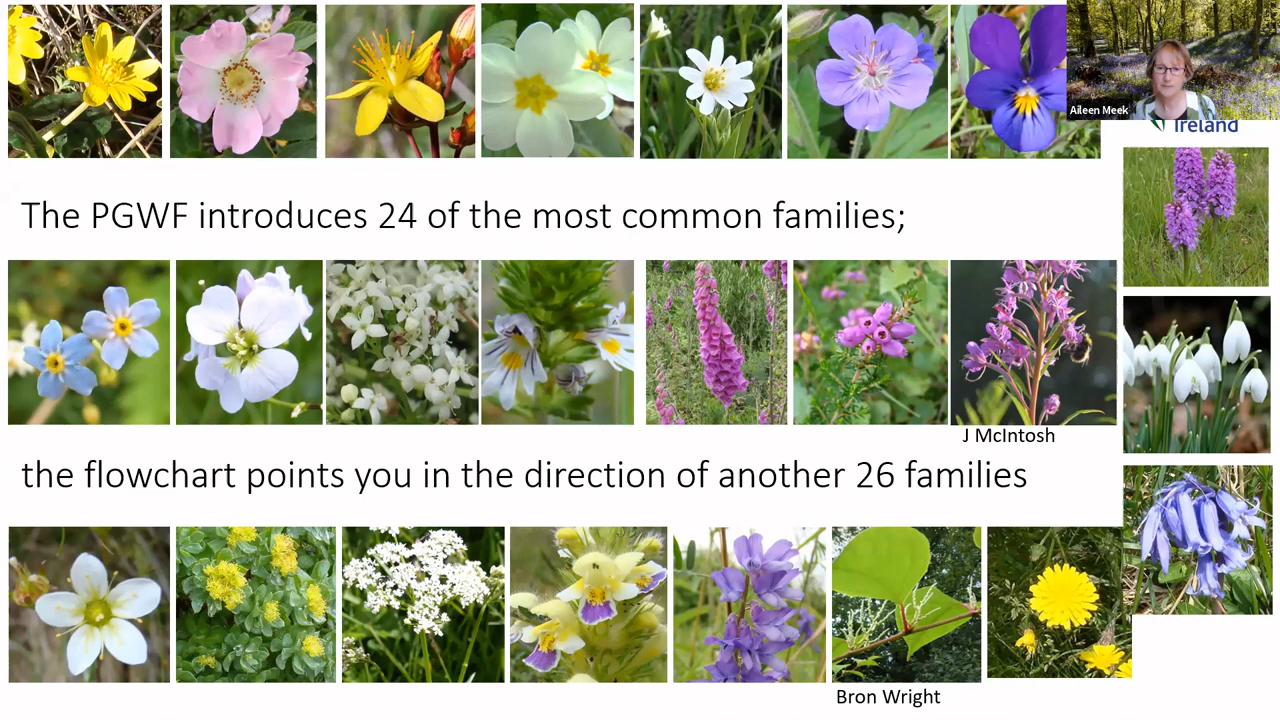 Aileen Meek
Ireland
The PGWF introduces 24 of the most common families;
J McIntosh
the flowchart points you in the direction of another 26 families
Bron Wright